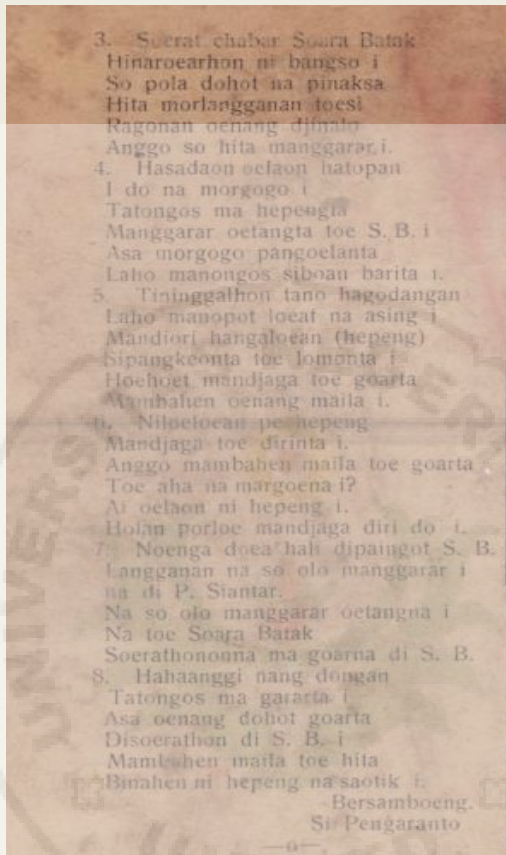 3. Soerat chabar Soara Batak
Hinaroearhon ni bangso i
So pola dohot na pinaksa
Hita morlangganan toesi
Ragonan oenang djinalo
Anggo so hita manggarar i.
4. Hasadaon oelaon hatopan
I do na morgogo i
Tatongos ma hepengta
Manggarar oetangta toe S. B. i
Asa morgogo pangoelanta
Laho manongos siboan barita i.
5. Tininggalhon tano hagodangan
Laho manopot loeat na asing i
Mandiori hangaloean (hepeng)
Sipangkeonta toe lomonta i
Hoehoet mandjaga toe goarta
Mambahen oenang maila i.
6. Niloeloean pe hepeng
Mandjaga toe dirinta i.
Anggo mambahen maila toe goarta
Toe aha na margoena i?
Ai oelaon ni hepeng i.
Holan porloe mandjaga diri do i.
7. Noenga doea hali dipaingot S. B.
Langganan na so olo manggarar i
na di P. Siantar.
Na so olo manggarar oetangna i
Na toe Soara Batak
Soerathononna ma goarna di S. B.
8. Hahaanggi nang dongan
Tatongos ma gararta i
Asa oenang dohot goarta
Disoerathon di S. B. i
Mambahen maila toe hita
Binahen ni hepeng na saotik i.
Bersamboeng.
Si Pengaranto
—o—
UNIVERS